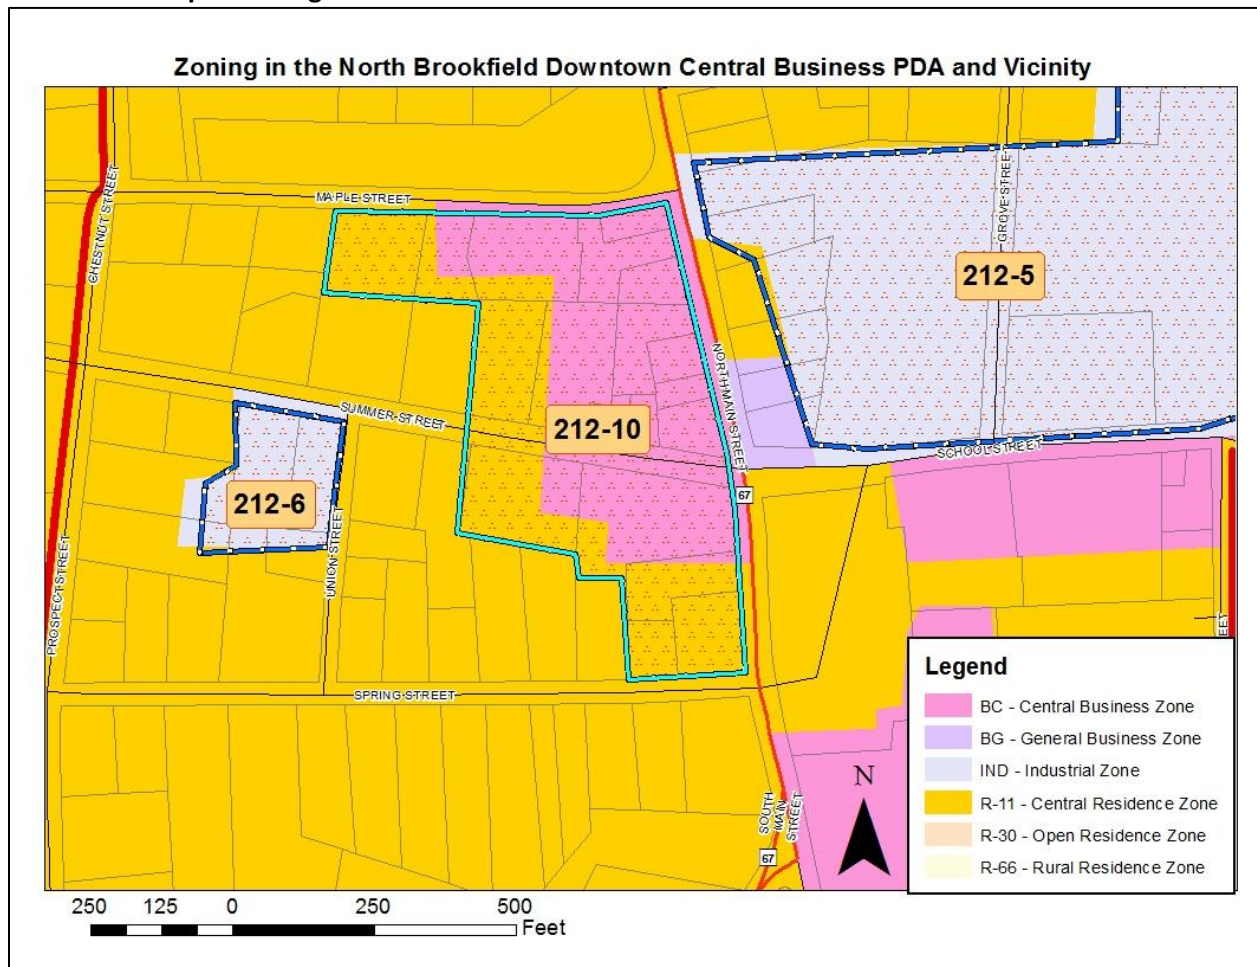 Zoning in the North Brookfield Downtown Central Business PDA and Vicinity
MAPLE STREET
CHESTNUT STREET
GROVE STREET
212-5
NORTH MAIN STREET
SUMMER STREET
212-10
SCHOOL STREET
67
212-6
UNION STREET
PROSPECT STREET
SPRING STREET
SOUTH
MAIN
STREET
67
N
Legend
BC - Central Business Zone
BG - General Business Zone
IND - Industrial Zone
R-11 - Central Residence Zone
R-30 - Open Residence Zone
R-66 - Rural Residence Zone
250 125 0 250 500
Feet